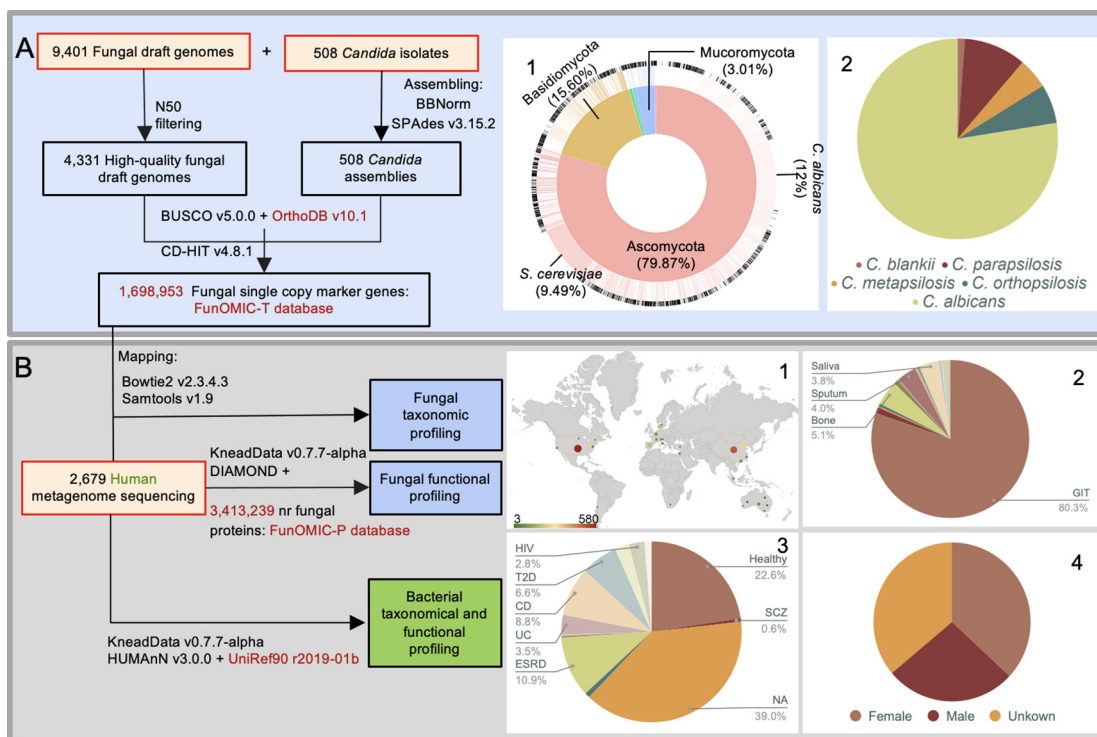 A
9,401 Fungal draft genomes
+
508 Candida isolates
N50
filtering
Assembling:
BBNorm
SPAdes v3.15.2
4,331 High-quality fungal
draft genomes
508 Candida
assemblies
BUSCO v5.0.0 + OrthoDB v10.1
CD-HIT v4.8.1
1,698,953 Fungal single copy marker genes:
FunOMIC-T database
1
Basidiomycota
(15.60%)
Mucoromycota
(3.01%)
C. albicans
(12%)
Ascomycota
(79.87%)
S. cerevisjae
(9.49%)
2
C. blankii
C. parapsilosis
C. metapsilosis
C. orthopsilosis
C. albicans
B
Mapping:
Bowtie2 v2.3.4.3
Samtools v1.9
Fungal
taxonomic
profiling
2,679 Human
metagenome sequencing
KneadData v0.7.7-alpha
DIAMOND +
3,413,239 nr fungal
proteins: FunOMIC-P database
Fungal functional
profiling
Bacterial
taxonomical and
functional
profiling
KneadData v0.7.7-alpha
HUMAnN v3.0.0 + UniRef90 r2019-01b
1
3
580
2
Saliva
3.8%
Sputum
4.0%
Bone
5.1%
GIT
80.3%
3
HIV
2.8%
T2D
6.6%
CD
8.8%
UC
3.5%
ESRD
10.9%
Healthy
22.6%
SCZ
0.6%
NA
39.0%
4
Female
Male
Unkown